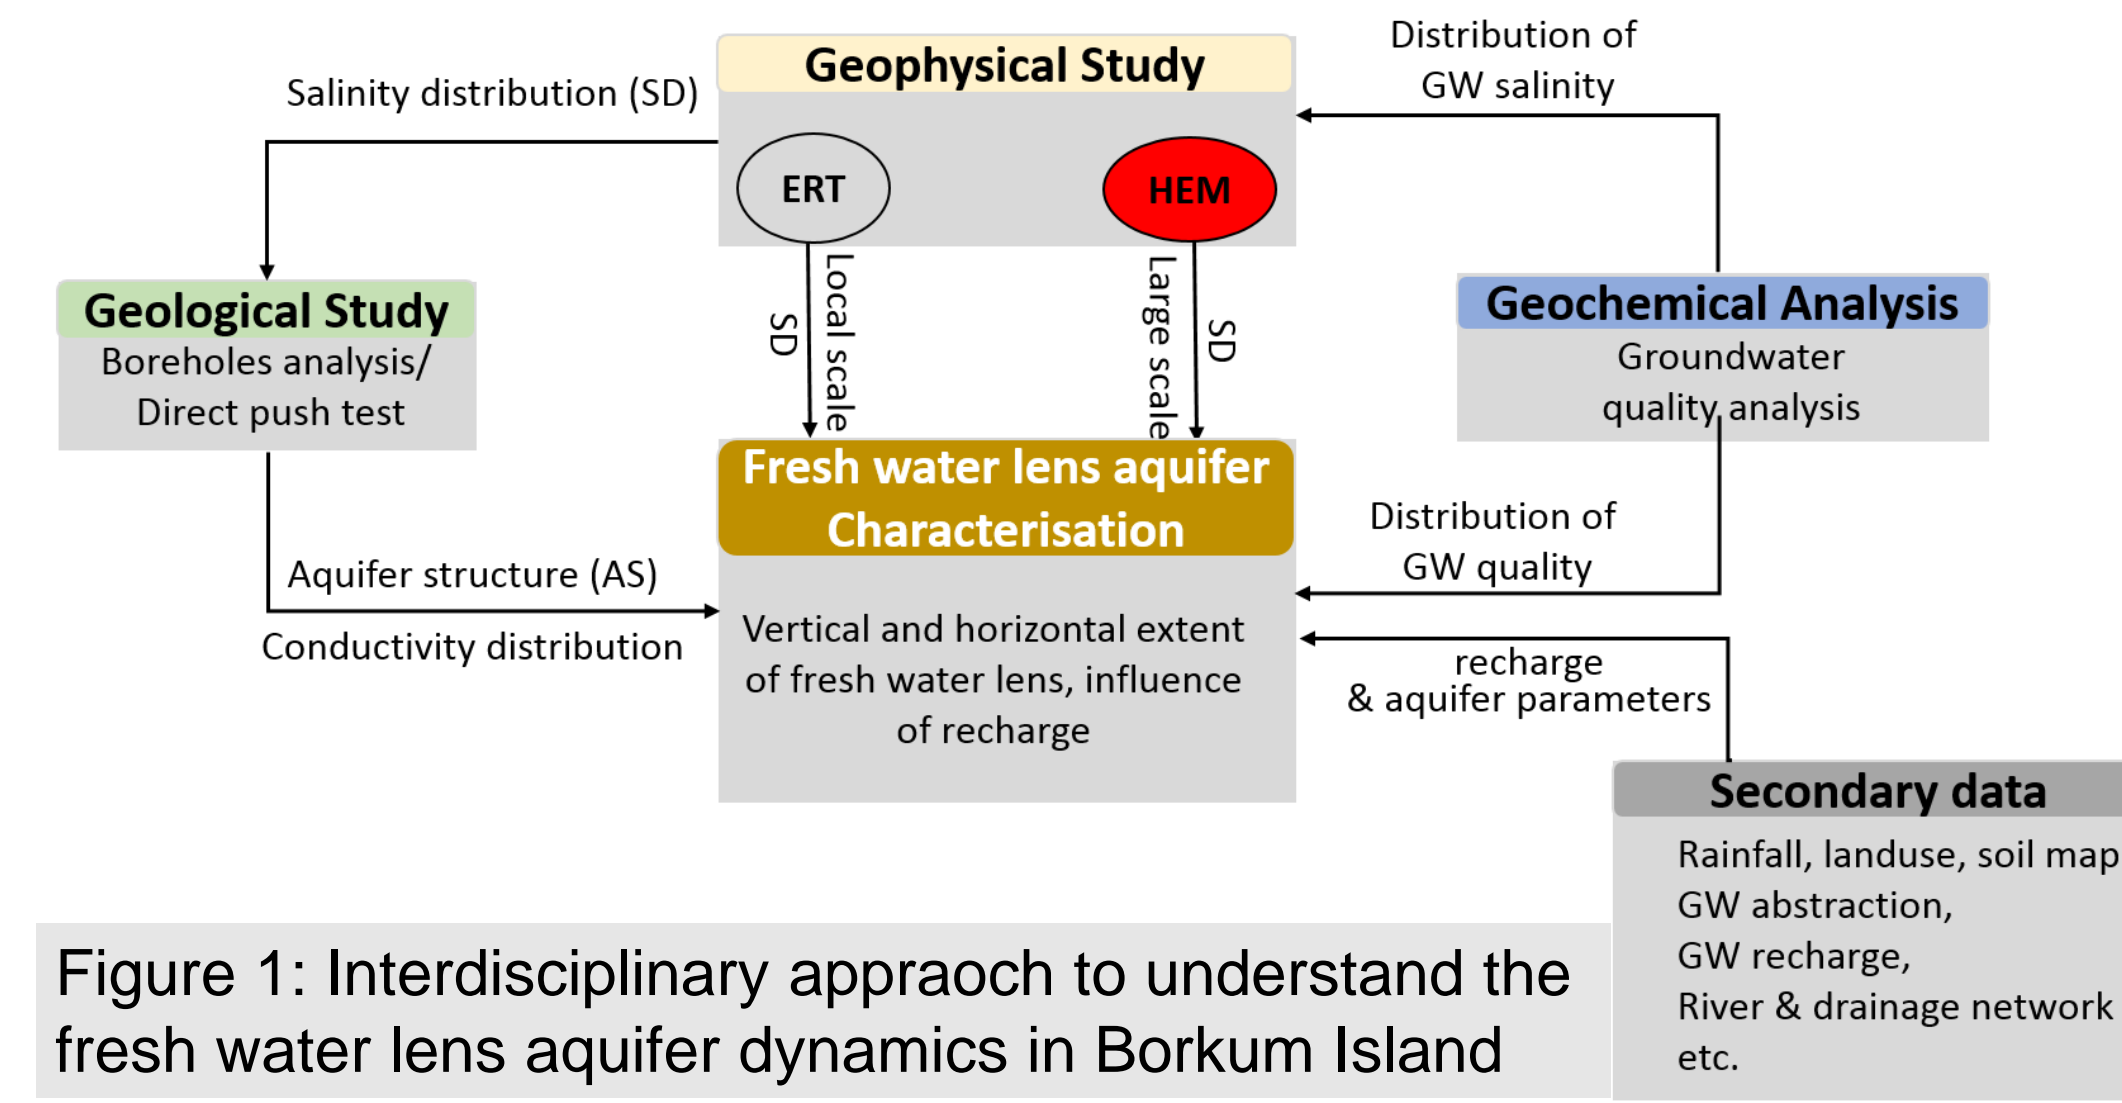 Distribution of
GW salinity
Geophysical Study
Salinity distribution (SD)
ERT
HEM
Local scale
SD
Large scale
SD
Geological Study
Boreholes analysis/
Direct push test
Geochemical Analysis
Groundwater
quality analysis
Fresh water lens aquifer
Characterisation
Distribution of
GW quality
Aquifer structure (AS)
Conductivity distribution
Vertical and horizontal extent
of fresh water lens, influence
of recharge
recharge
& aquifer parameters
Secondary data
Rainfall, landuse, soil map
GW abstraction,
GW recharge,
River & drainage network
etc.
Figure 1: Interdisciplinary appraoch to understand the
fresh water lens aquifer dynamics in Borkum Island